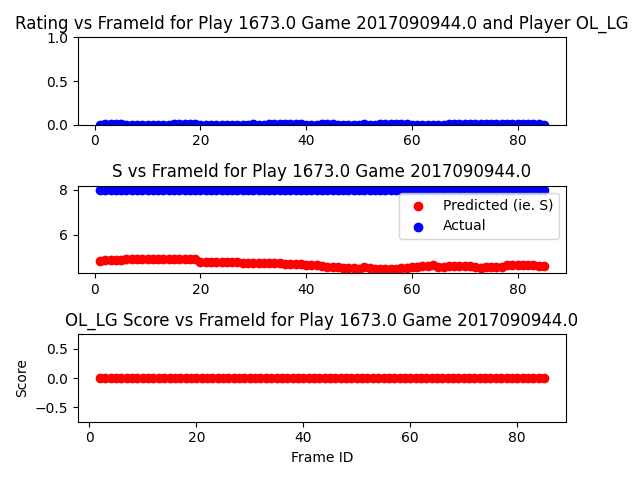 Rating vs FrameId for Play 1673.0 Game 2017090944.0 and Player OL_LG
1.0
0.5
0.0
0 20 40 60 80
S vs FrameId for Play 1673.0 Game 2017090944.0
8
6
Predicted (ie. S)
Actual
0 20 40 60 80
OL_LG Score vs FrameId for Play 1673.0 Game 2017090944.0
Score
0.5
0.0
−0.5
0 20 40 60 80
Frame ID